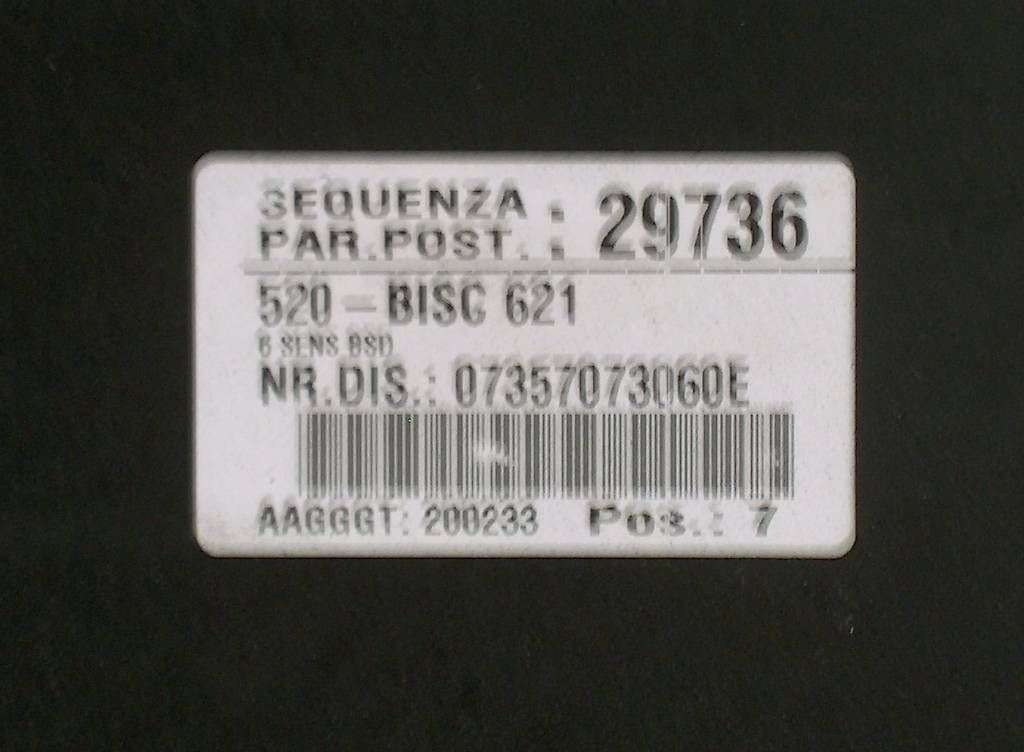 SEQUENZA : 29736
PAR.POST. :
520 - BISC 621
6 SENS BSD
NR.DIS.: 07357073060E
AAGGGT: 200233 Pos.: 7